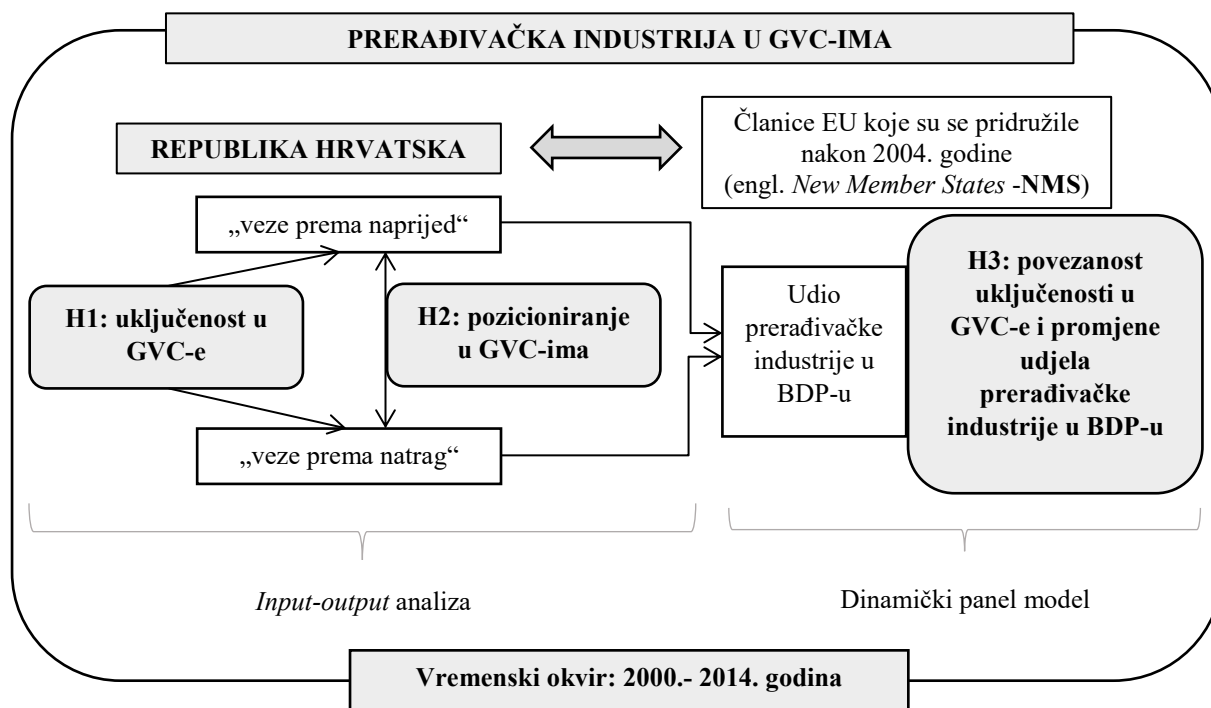 PRERAĐIVAČKA INDUSTRIJA U GVC-IMA
REPUBLIKA HRVATSKA
Članice EU koje su se pridružile
nakon 2004. godine
(engl. New Member States -NMS)
„veze prema naprijed“
H1: uključenost u
GVC-e
H2: pozicioniranje
u GVC-ima
„veze prema natrag“
Udio
prerađivačke
industrije u
BDP-u
H3: povezanost
uključenosti u
GVC-e i promjene
udjela
prerađivačke
industrije u BDP-u
Input-output analiza
Dinamički panel model
Vremenski okvir: 2000.- 2014. godina